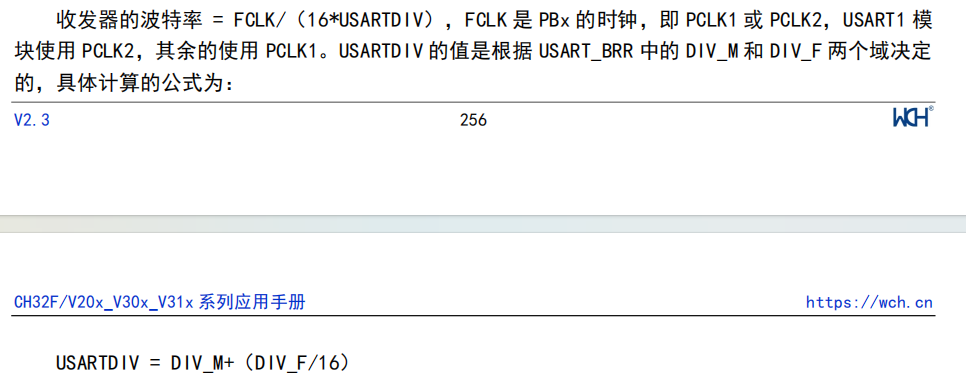 收发器的波特率 = FCLK/（16*USARTDIV），FCLK 是 PBx 的时钟，即 PCLK1 或 PCLK2，USART1 模
块使用 PCLK2，其余的使用 PCLK1。USARTDIV 的值是根据 USART_BRR 中的 DIV_M 和 DIV_F 两个域决定
的，具体计算的公式为：
V2.3 256 WCH®
CH32F/V20x_V30x_V31x 系列应用手册 https://wch.cn
USARTDIV = DIV_M+（DIV_F/16）